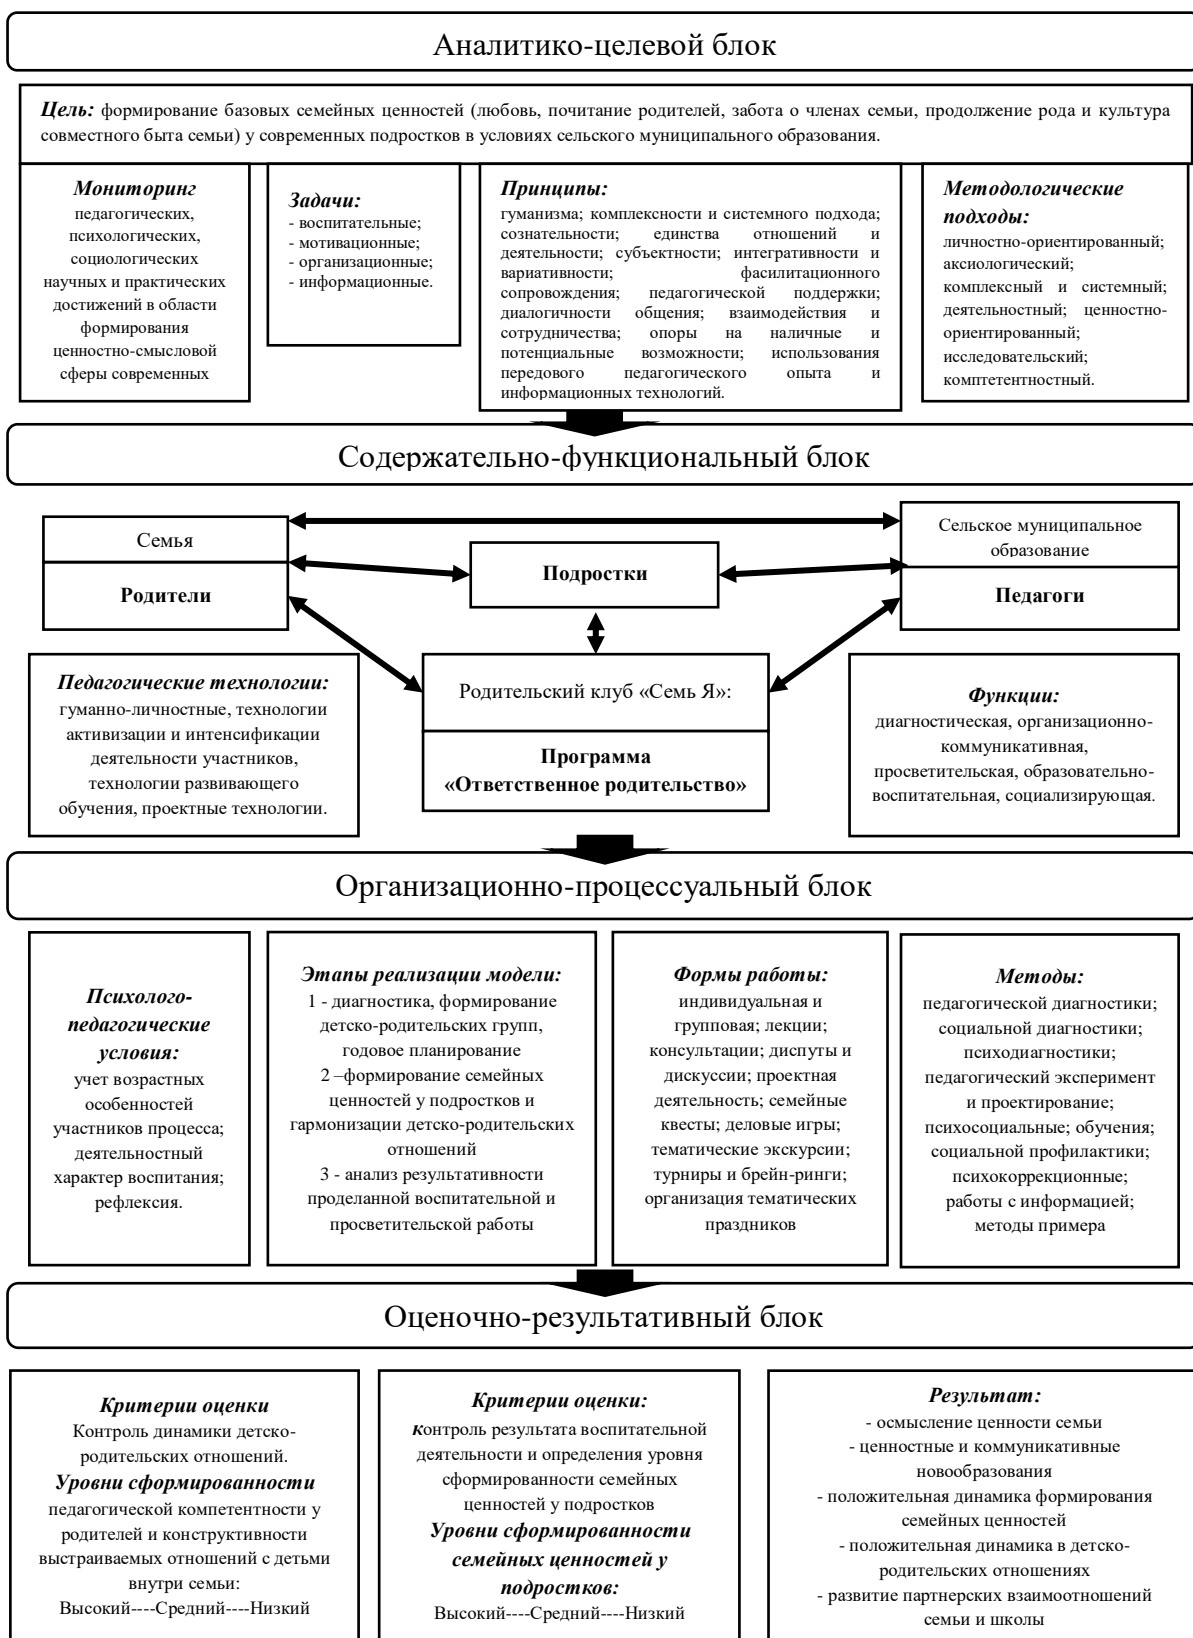 Аналитико-целевой блок
Цель: формирование базовых семейных ценностей (любовь, почитание родителей, забота о членах семьи, продолжение рода и культура
совместного быта семьи) у современных подростков в условиях сельского муниципального образования.
Мониторинг
педагогических,
психологических,
социологических
научных и практических
достижений в области
формирования
ценностно-смысловой
сферы современных
Задачи:
- воспитательные;
- мотивационные;
- организационные;
- информационные.
Принципы:
гуманизма; комплексности и системного подхода;
сознательности; единства отношений и
деятельности; субъектности; интегративности и
вариативности; фасилитационного
сопровождения; педагогической поддержки;
диалогичности общения; взаимодействия и
сотрудничества; опоры на наличные и
потенциальные возможности; использования
передового педагогического опыта и
информационных технологий.
Методологические
подходы:
личностно-ориентированный;
аксиологический;
комплексный и системный;
деятельностный; ценностно-
ориентированный;
исследовательский;
комптетентностный.
Содержательно-функциональный блок
Семья
Родители
Подростки
Сельское муниципальное
образование
Педагоги
Педагогические технологии:
гуманно-личностные, технологии
активизации и интенсификации
деятельности участников,
технологии развивающего
обучения, проектные технологии.
Родительский клуб «Семь Я»:
Программа
«Ответственное родительство»
Функции:
диагностическая, организационно-
коммуникативная,
просветительская, образовательно-
воспитательная, социализирующая.
Организационно-процессуальный блок
Психолого-
педагогические
условия:
учет возрастных
особенностей
участников процесса;
деятельностный
характер воспитания;
рефлексия.
Этапы реализации модели:
1 - диагностика, формирование
детско-родительских групп,
годовое планирование
2 –формирование семейных
ценностей у подростков и
гармонизации детско-родительских
отношений
3 - анализ результативности
проделанной воспитательной и
просветительской работы
Формы работы:
индивидуальная и
групповая; лекции;
консультации; диспуты и
дискуссии; проектная
деятельность; семейные
квесты; деловые игры;
тематические экскурсии;
турниры и брейн-ринги;
организация тематических
праздников
Методы:
педагогической диагностики;
социальной диагностики;
психодиагностики;
педагогический эксперимент
и проектирование;
психосоциальные; обучения;
социальной профилактики;
психокоррекционные;
работы с информацией;
методы примера
Оценочно-результативный блок
Критерии оценки
Контроль динамики детско-
родительских отношений.
Уровни сформированности
педагогической компетентности у
родителей и конструктивности
выстраиваемых отношений с детьми
внутри семьи:
Высокий----Средний----Низкий
Критерии оценки:
контроль результата воспитательной
деятельности и определения уровня
сформированности семейных
ценностей у подростков
Уровни сформированности
семейных ценностей у
подростков:
Высокий----Средний----Низкий
Результат:
- осмысление ценности семьи
- ценностные и коммуникативные
новообразования
- положительная динамика формирования
семейных ценностей
- положительная динамика в детско-
родительских отношениях
- развитие партнерских взаимоотношений
семьи и школы